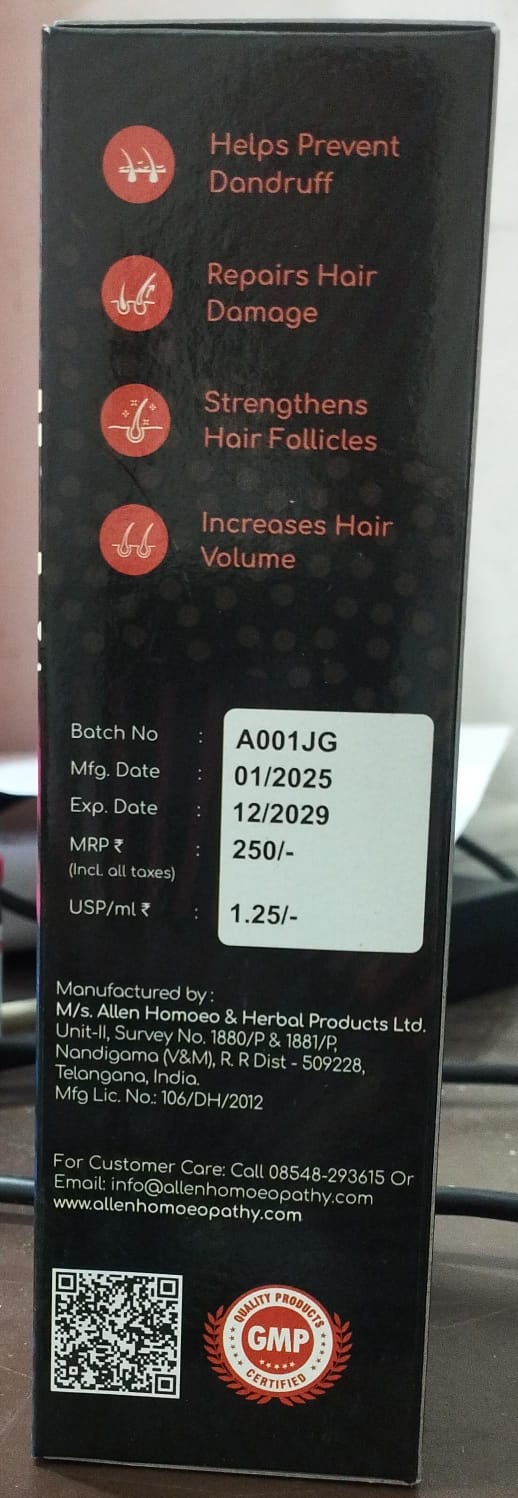 Helps Prevent
Dandruff
Repairs Hair
Damage
Strengthens
Hair Follicles
Increases Hair
Volume
Batch No : A001JG
Mfg. Date : 01/2025
Exp. Date : 12/2029
MRP ₹ : 250/-
(Incl. all taxes)
USP/ml ₹ : 1.25/-
Manufactured by :
M/s. Allen Homoeo & Herbal Products Ltd.
Unit-II, Survey No. 1880/P & 1881/P,
Nandigama (V&M), R. R Dist - 509228,
Telangana, India.
Mfg Lic. No.: 106/DH/2012
For Customer Care: Call 08548-293615 Or
Email: info@allenhomoeopathy.com
www.allenhomoeopathy.com
QUALITY PRODUCTS
GMP
CERTIFIED